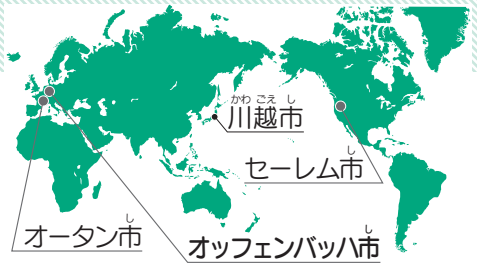 かわ ごえ し
川越市
し
セーレム市
し
オータン市
し
オッフェンバッハ市